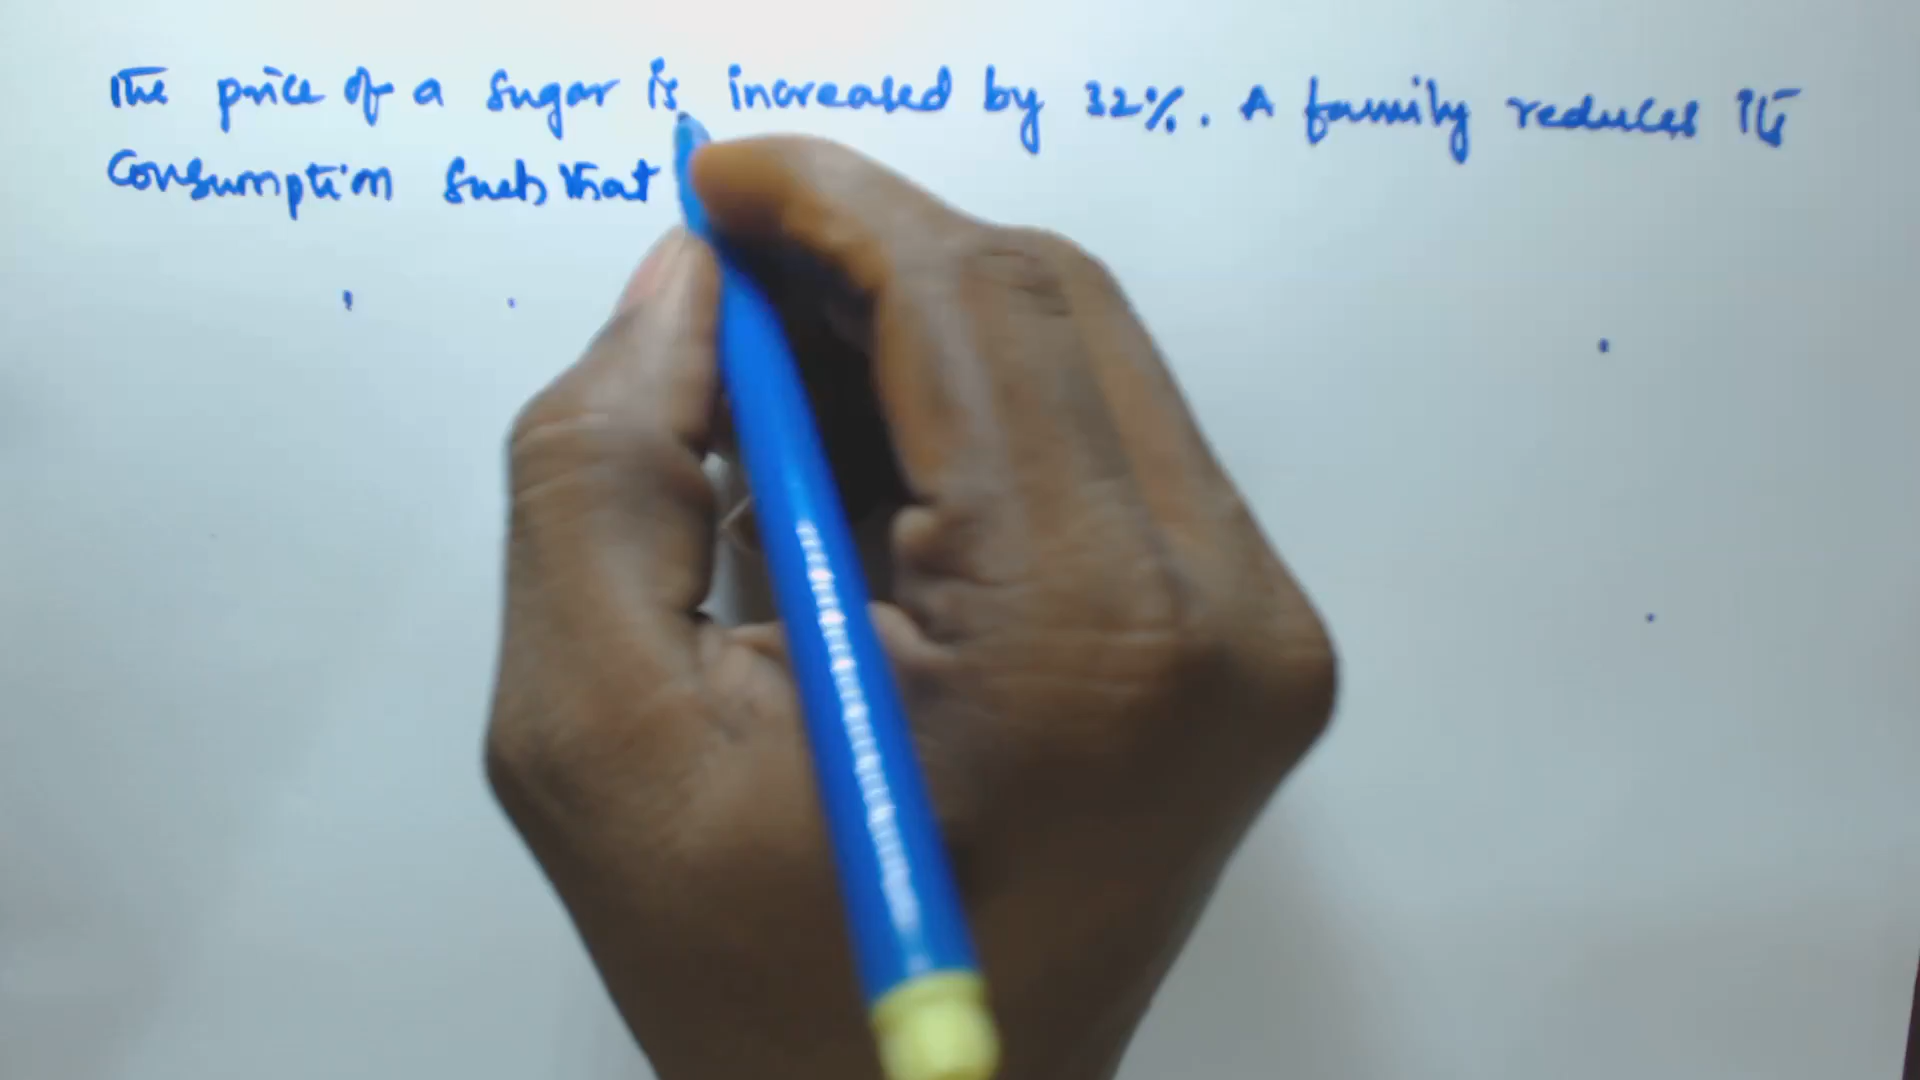 The price of a sugar is increased by 32%. A family reduces its
consumption such that